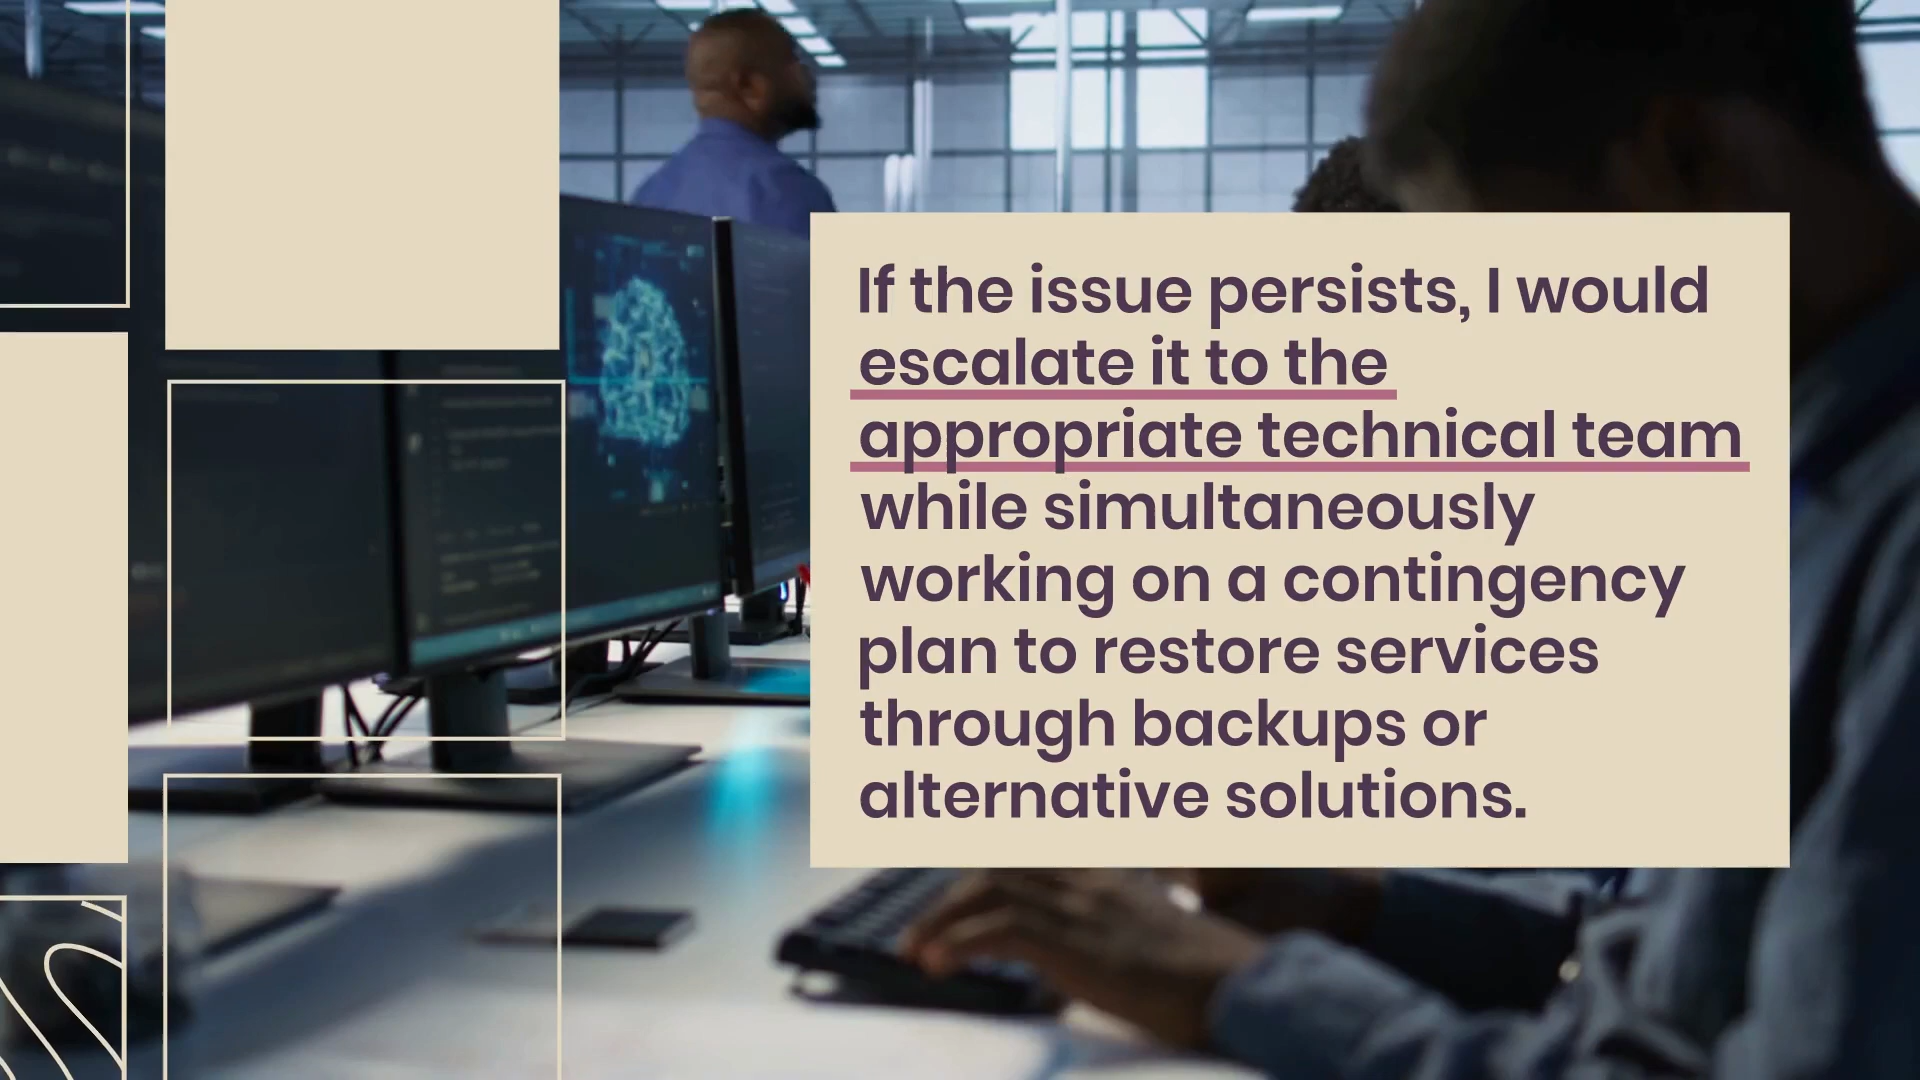 If the issue persists, I would
escalate it to the
appropriate technical team
while simultaneously
working on a contingency
plan to restore services
through backups or
alternative solutions.